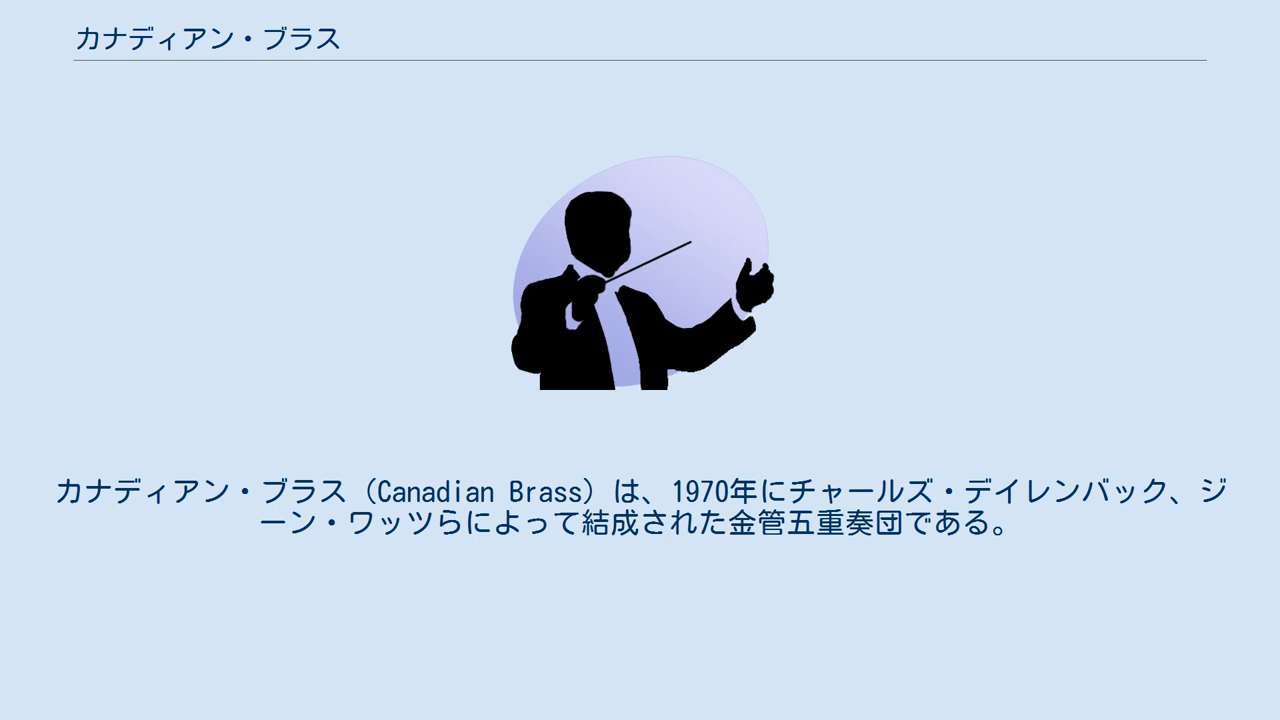 カナディアン・ブラス
カナディアン・ブラス（Canadian Brass）は、1970年にチャールズ・デイレンバック、ジ
ーン・ワッツらによって結成された金管五重奏団である。